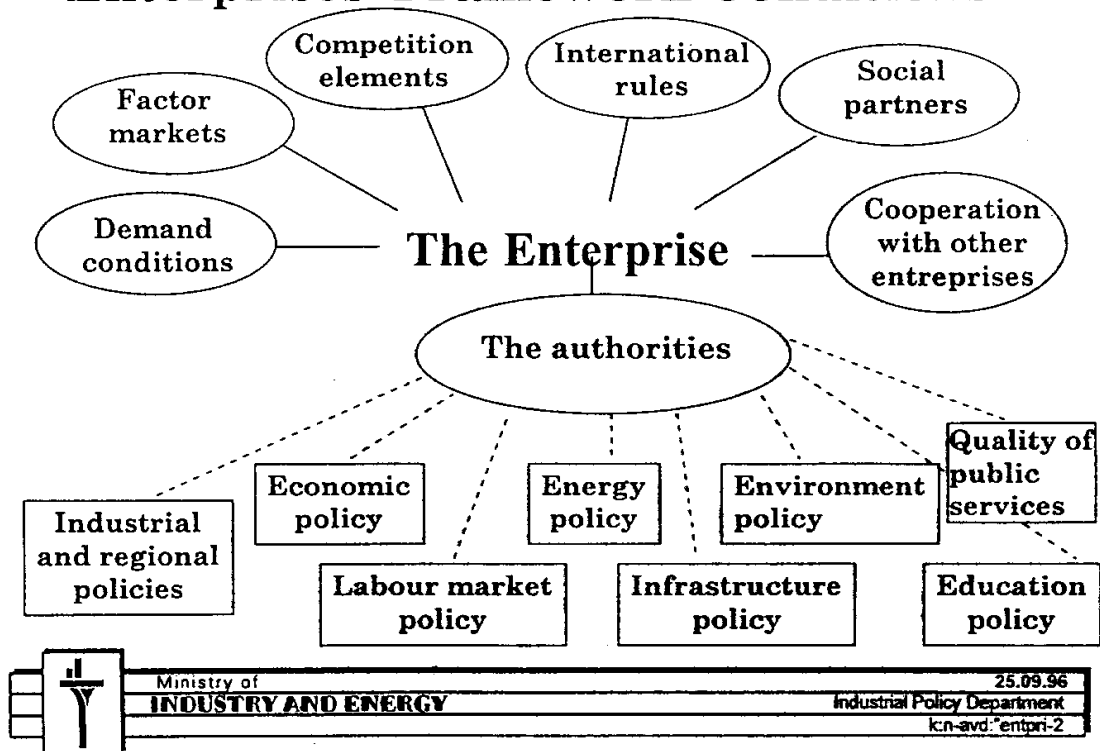 Competition
elements
International
rules
Social
partners
Factor
markets
Demand
conditions
The Enterprise
Cooperation
with other
entreprises
The authorities
Quality of
public
services
Economic
policy
Energy
policy
Environment
policy
Industrial
and regional
policies
Labour market
policy
Infrastructure
policy
Education
policy
Ministry of
INDUSTRY AND ENERGY
25.09.96
Industrial Policy Department
k:n-avd:"entpri-2